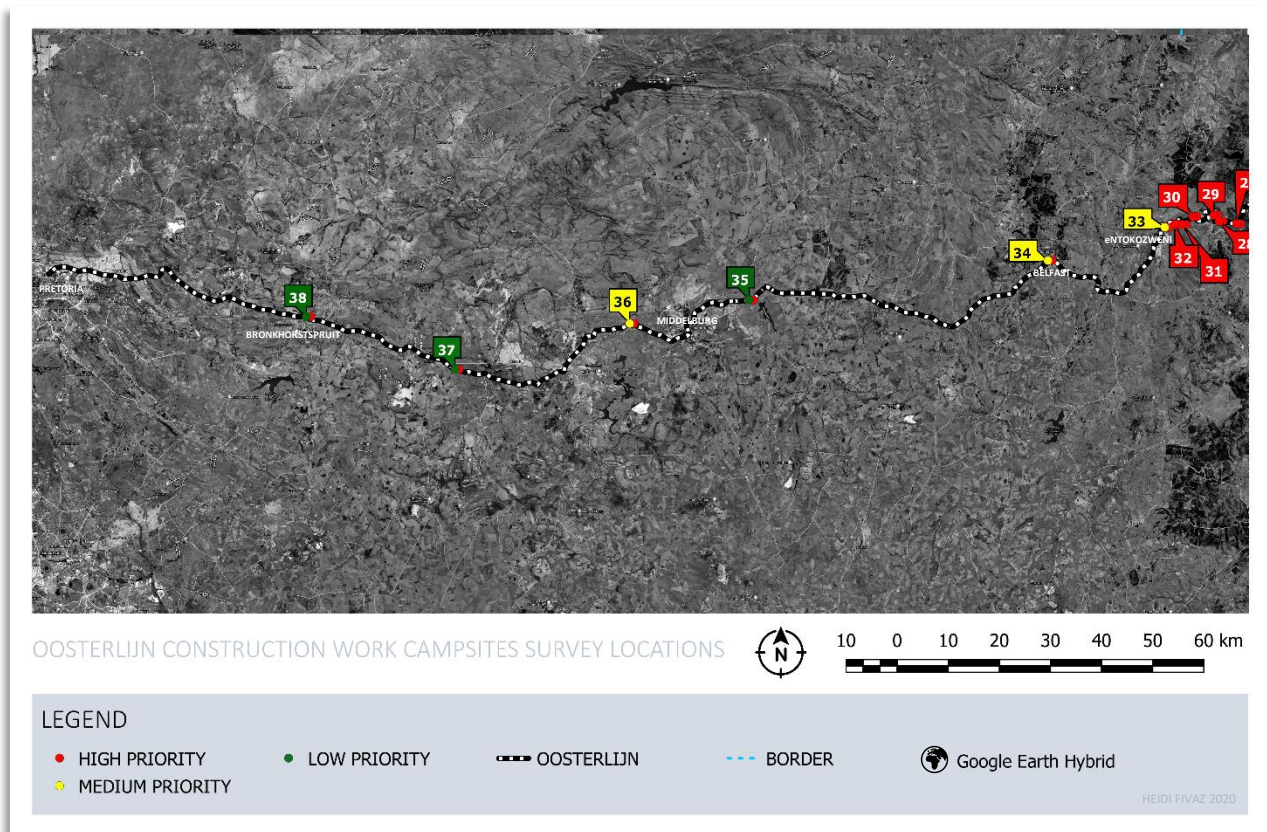 2
29
30
33
eNTOKOZWENI
28
34
32
31
BELFAST
35
38
36
PRETORIA
MIDDELBURG
BRONKHORSTSPRUIT
37
OOSTERLIJN CONSTRUCTION WORK CAMPSITES SURVEY LOCATIONS
N
10 0 10 20 30 40 50 60 km
LEGEND
HIGH PRIORITY
LOW PRIORITY
OOSTERLIJN
BORDER
Google Earth Hybrid
MEDIUM PRIORITY
HEIDI FIVAZ 2020